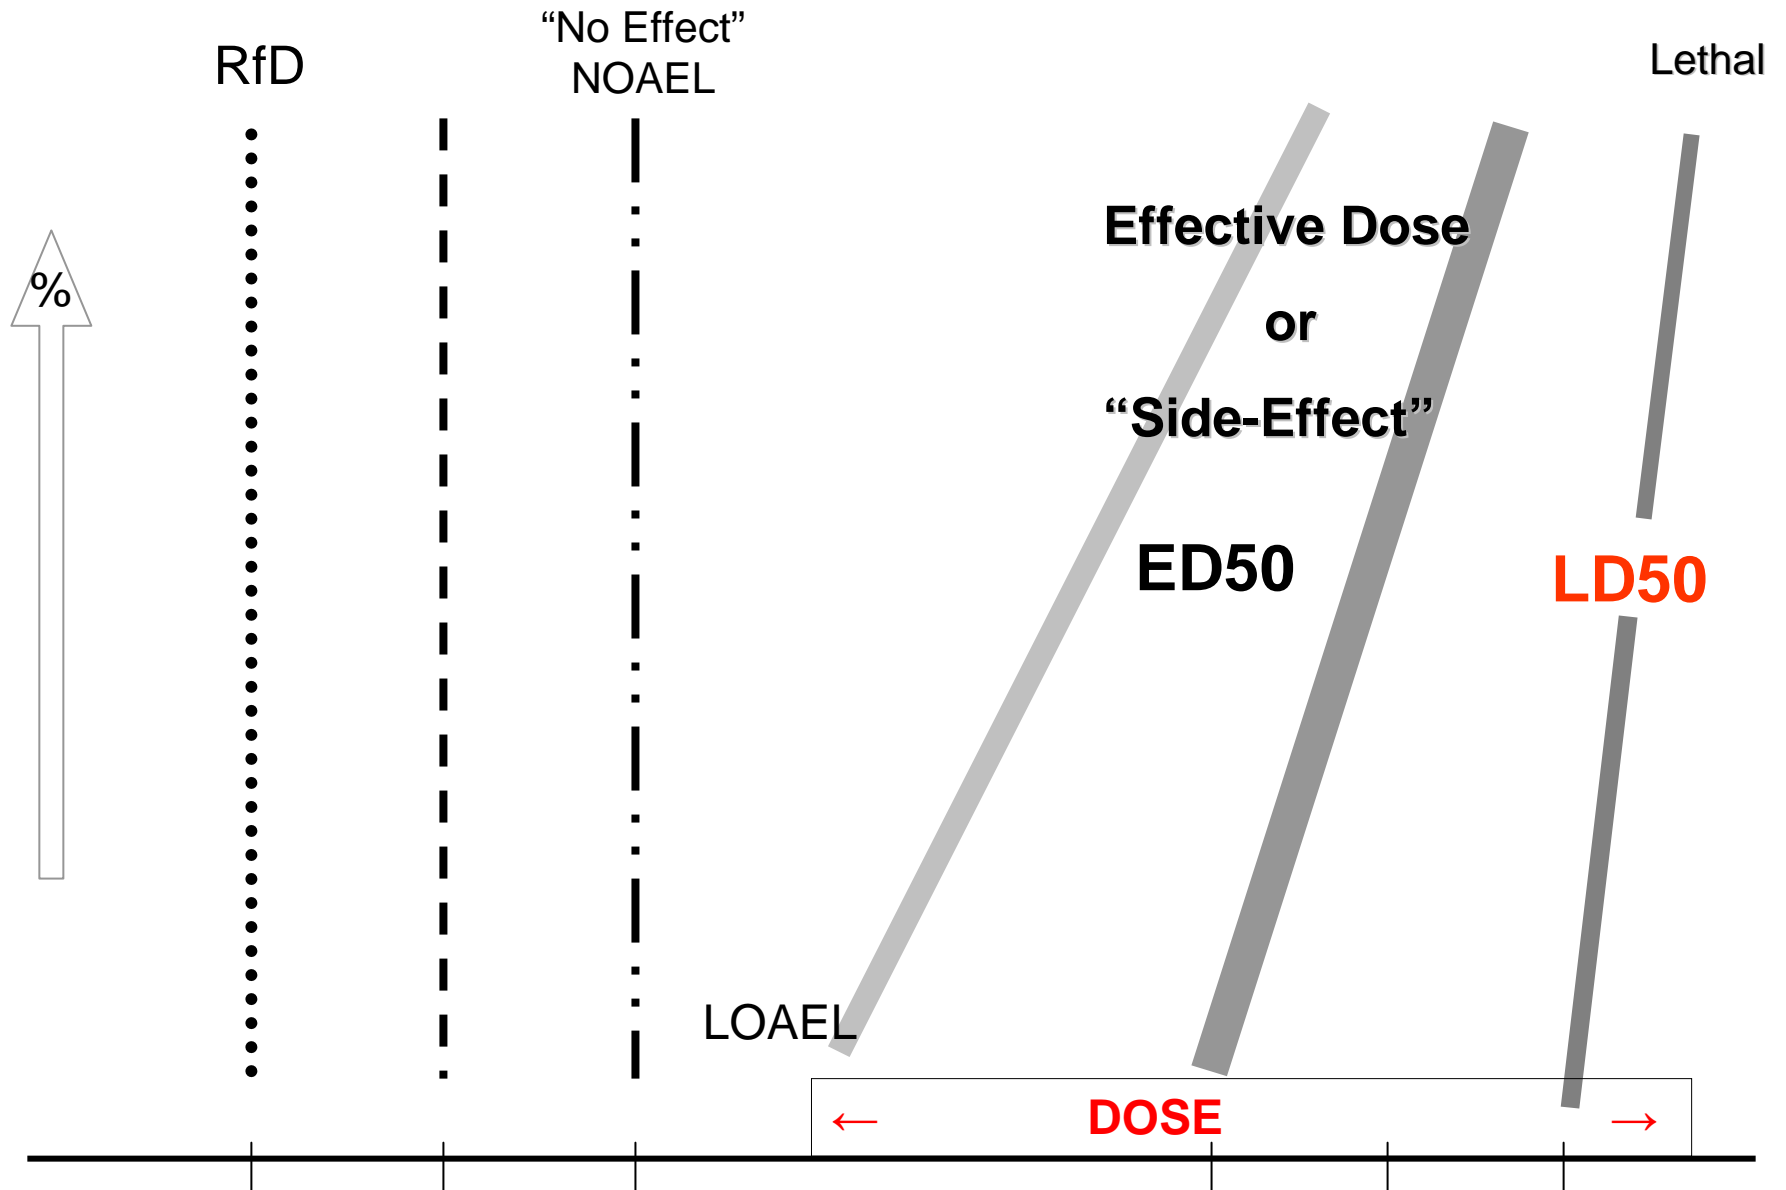 “No Effect”
RfD
NOAEL
Lethal
%
Effective Dose
or
“Side-Effect”
ED50
LD50
LOAEL
← DOSE →